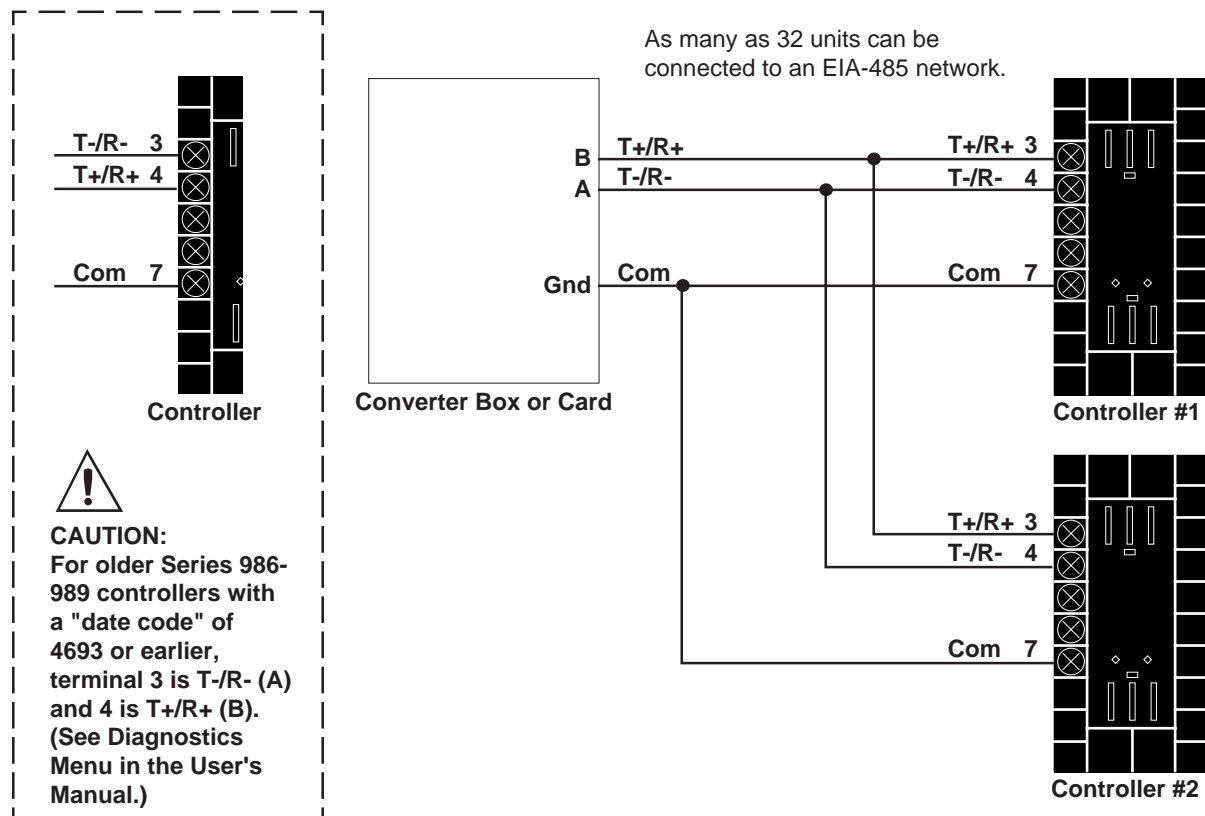 As many as 32 units can be
connected to an EIA-485 network.
T-/R- 3
T+/R+ 4
Com 7
Controller
CAUTION:
For older Series 986-
989 controllers with
a "date code" of
4693 or earlier,
terminal 3 is T-/R- (A)
and 4 is T+/R+ (B).
(See Diagnostics
Menu in the User's
Manual.)
B T+/R+
A T-/R-
Gnd Com
Converter Box or Card
T+/R+ 3
T-/R- 4
Com 7
Controller #1
T+/R+ 3
T-/R- 4
Com 7
Controller #2